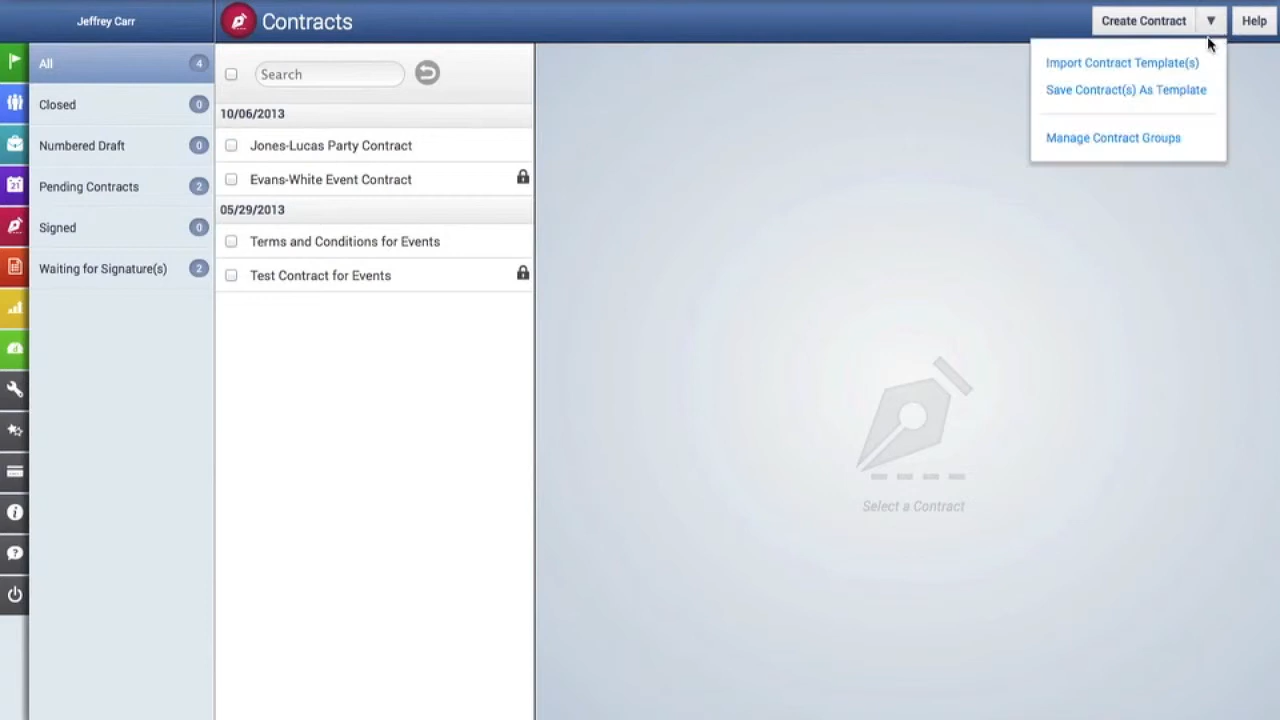 Jeffrey Carr
Contracts
Create Contract ▼
Help
Import Contract Template(s)
Save Contract(s) As Template
Manage Contract Groups
All 4
Closed 0
Numbered Draft 0
Pending Contracts 2
Signed 0
Waiting for Signature(s) 2
21
Search
10/06/2013
Jones-Lucas Party Contract
Evans-White Event Contract
05/29/2013
Terms and Conditions for Events
Test Contract for Events
Select a Contract